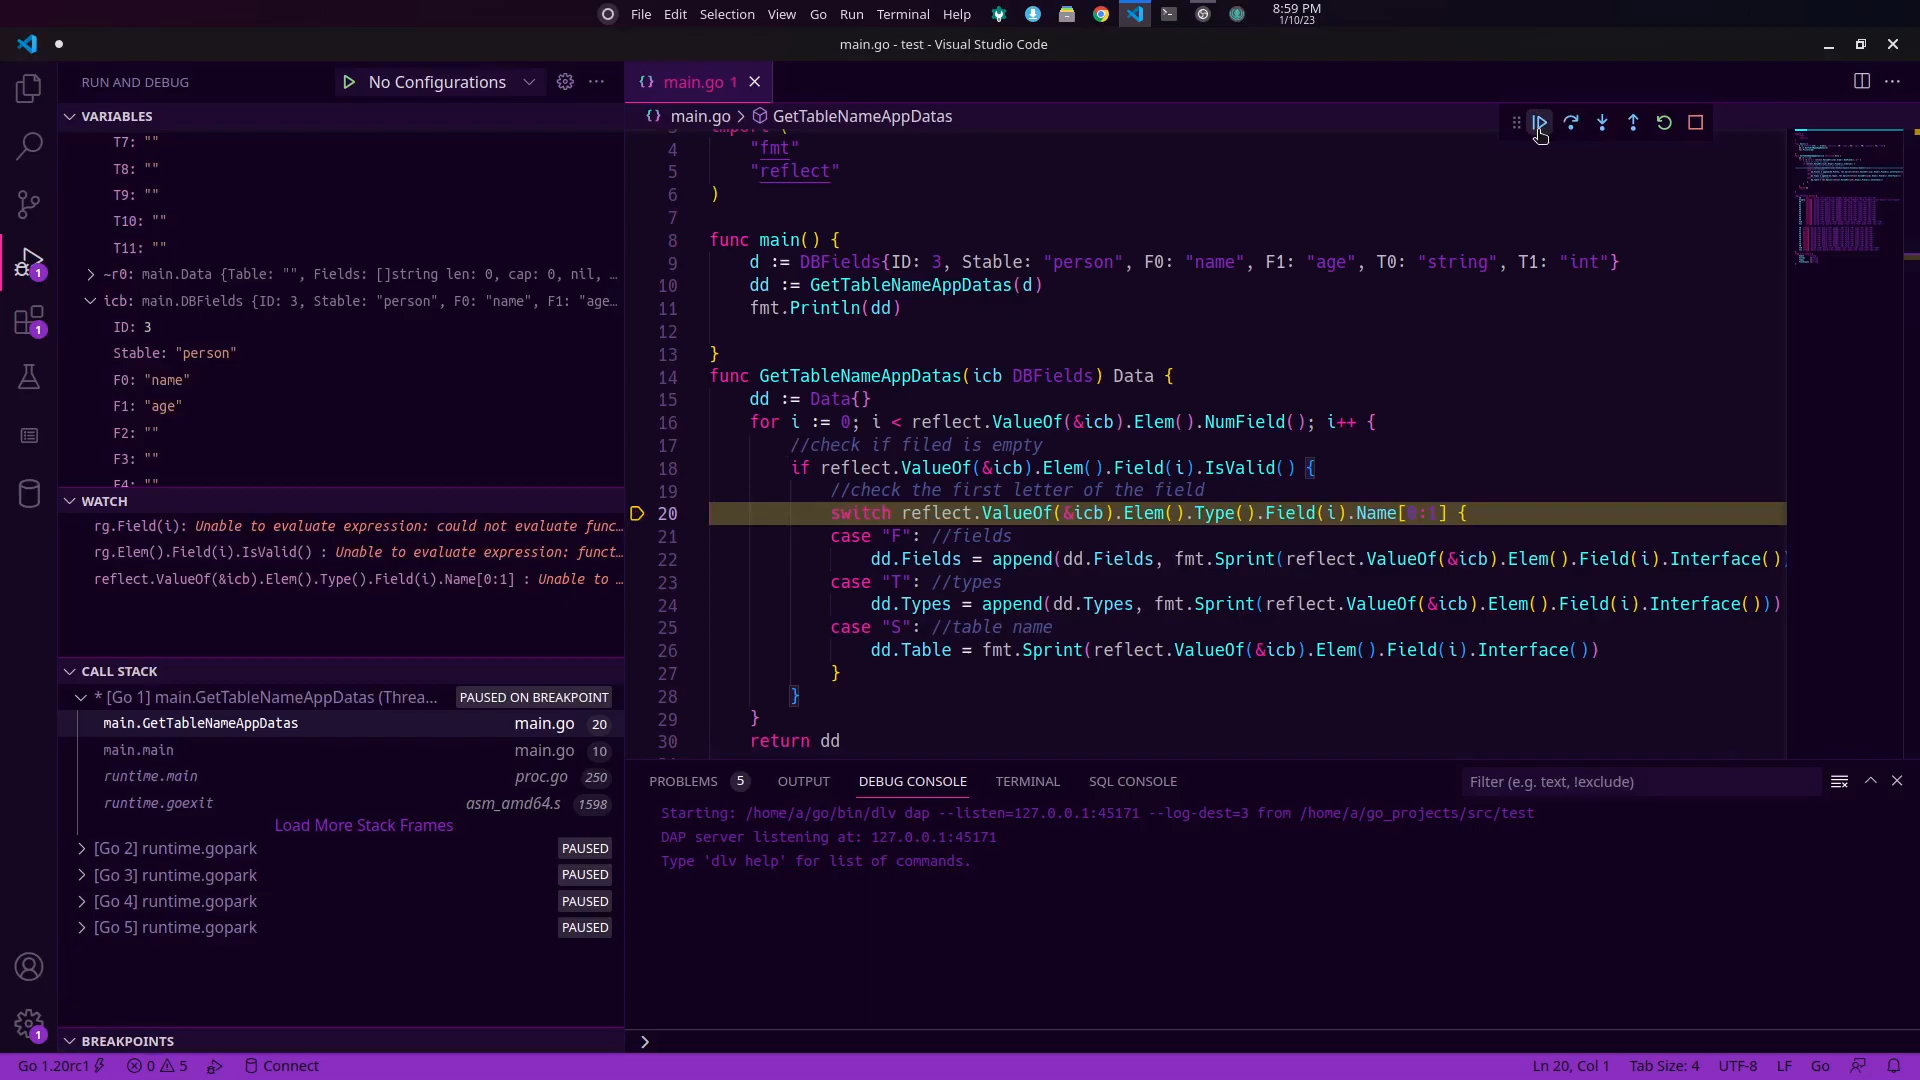 File Edit Selection View Go Run Terminal Help 8:59 PM
1/10/23
main.go - test - Visual Studio Code
RUN AND DEBUG No Configurations
main.go 1
VARIABLES
main.go > GetTableNameAppDatas
T7: ""
T8: ""
T9: ""
T10: ""
T11: ""
~r0: main.Data {Table: "", Fields: []string len: 0, cap: 0, nil, …
icb: main.DBFields {ID: 3, Stable: "person", F0: "name", F1: "age…
ID: 3
Stable: "person"
F0: "name"
F1: "age"
F2: ""
F3: ""
F4: ""
WATCH
rg.Field(i): Unable to evaluate expression: could not evaluate func…
rg.Elem().Field(i).IsValid() : Unable to evaluate expression: funct…
reflect.ValueOf(&icb).Elem().Type().Field(i).Name[0:1] : Unable to …
CALL STACK
* [Go 1] main.GetTableNameAppDatas (Threa… PAUSED ON BREAKPOINT
main.GetTableNameAppDatas main.go 20
main.main main.go 10
runtime.main proc.go 250
runtime.goexit asm_amd64.s 1598
Load More Stack Frames
[Go 2] runtime.gopark PAUSED
[Go 3] runtime.gopark PAUSED
[Go 4] runtime.gopark PAUSED
[Go 5] runtime.gopark PAUSED
BREAKPOINTS
3 import (
4 "fmt"
5 "reflect"
6 )
7
8 func main() {
9 d := DBFields{ID: 3, Stable: "person", F0: "name", F1: "age", T0: "string", T1: "int"}
10 dd := GetTableNameAppDatas(d)
11 fmt.Println(dd)
12
13 }
14 func GetTableNameAppDatas(icb DBFields) Data {
15 dd := Data{}
16 for i := 0; i < reflect.ValueOf(&icb).Elem().NumField(); i++ {
17 //check if filed is empty
18 if reflect.ValueOf(&icb).Elem().Field(i).IsValid() {
19 //check the first letter of the field
20 switch reflect.ValueOf(&icb).Elem().Type().Field(i).Name[0:1] {
21 case "F": //fields
22 dd.Fields = append(dd.Fields, fmt.Sprint(reflect.ValueOf(&icb).Elem().Field(i).Interface())
23 case "T": //types
24 dd.Types = append(dd.Types, fmt.Sprint(reflect.ValueOf(&icb).Elem().Field(i).Interface()))
25 case "S": //table name
26 dd.Table = fmt.Sprint(reflect.ValueOf(&icb).Elem().Field(i).Interface())
27 }
28 }
29 }
30 return dd
PROBLEMS 5 OUTPUT DEBUG CONSOLE TERMINAL SQL CONSOLE Filter (e.g. text, !exclude)
Starting: /home/a/go/bin/dlv dap --listen=127.0.0.1:45171 --log-dest=3 from /home/a/go_projects/src/test
DAP server listening at: 127.0.0.1:45171
Type 'dlv help' for list of commands.
1
1
1
Go 1.20rc1 0 5 Connect Ln 20, Col 1 Tab Size: 4 UTF-8 LF Go